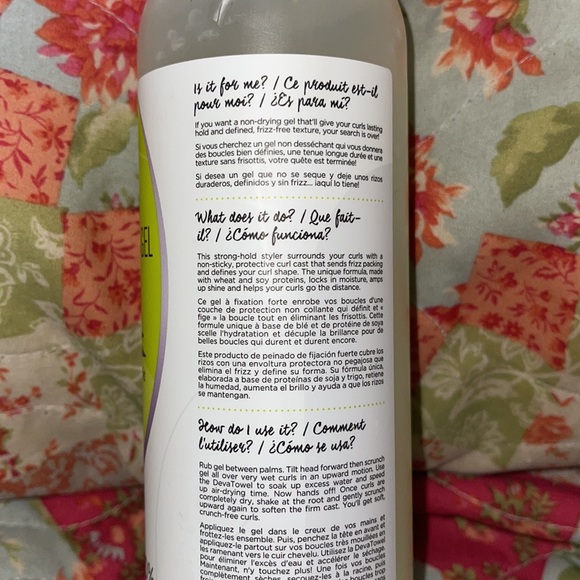 GEL
Is it for me? / Ce produit est-il
pour moi? / ¿Es para mí?
If you want a non-drying gel that'll give your curls lasting
hold and defined, frizz-free texture, your search is over!
Si vous cherchez un gel non desséchant qui vous donnera
des boucles bien définies, une tenue longue durée et une
texture sans frisottis, votre quête est terminée!
Si desea un gel que no se seque y deje unos rizos
duraderos, definidos y sin frizz... ¡aquí lo tiene!
What does it do? / Que fait-
il? / ¿Cómo funciona?
This strong-hold styler surrounds your curls with a
non-sticky, protective curl cast that sends frizz packing
and defines your curl shape. The unique formula, made
with wheat and soy proteins, locks in moisture, amps
up shine and helps your curls go the distance.
Ce gel à fixation forte enrobe vos boucles d'une
couche de protection non collante qui définit et «
fige » la boucle tout en éliminant les frisottis. Cette
formule unique à base de blé et de protéine de soya
scelle l'hydratation et décuple la brillance pour de
belles boucles qui durent et durent encore.
Este producto de peinado de fijación fuerte cubre los
rizos con una envoltura protectora no pegajosa que
elimina el frizz y define su forma. Su fórmula única,
elaborada a base de proteínas de soja y trigo, retiene
la humedad, aumenta el brillo y ayuda a que los rizos
se mantengan.
How do I use it? / Comment
l'utiliser? / ¿Cómo se usa?
Rub gel between palms. Tilt head forward then scrunch
gel all over very wet curls in an upward motion. Use
the DevaTowel to soak up excess water and speed
up air-drying time. Now hands off! Once curls are
completely dry, shake at the root and gently scrunch
upward again to soften the firm cast. You'll get soft,
crunch-free curls.
Appliquez le gel dans le creux de vos mains et
frottez-les ensemble. Puis, penchez la tête en avant et
appliquez-le partout sur vos boucles très mouillées en
les ramenant vers le cuir chevelu. Utilisez la DevaTowel
pour éliminer l'excès d'eau et accélérer le séchage.
Maintenant, n'y touchez plus! Une fois vos boucles
complètement sèches, secouez-les à la racine, puis